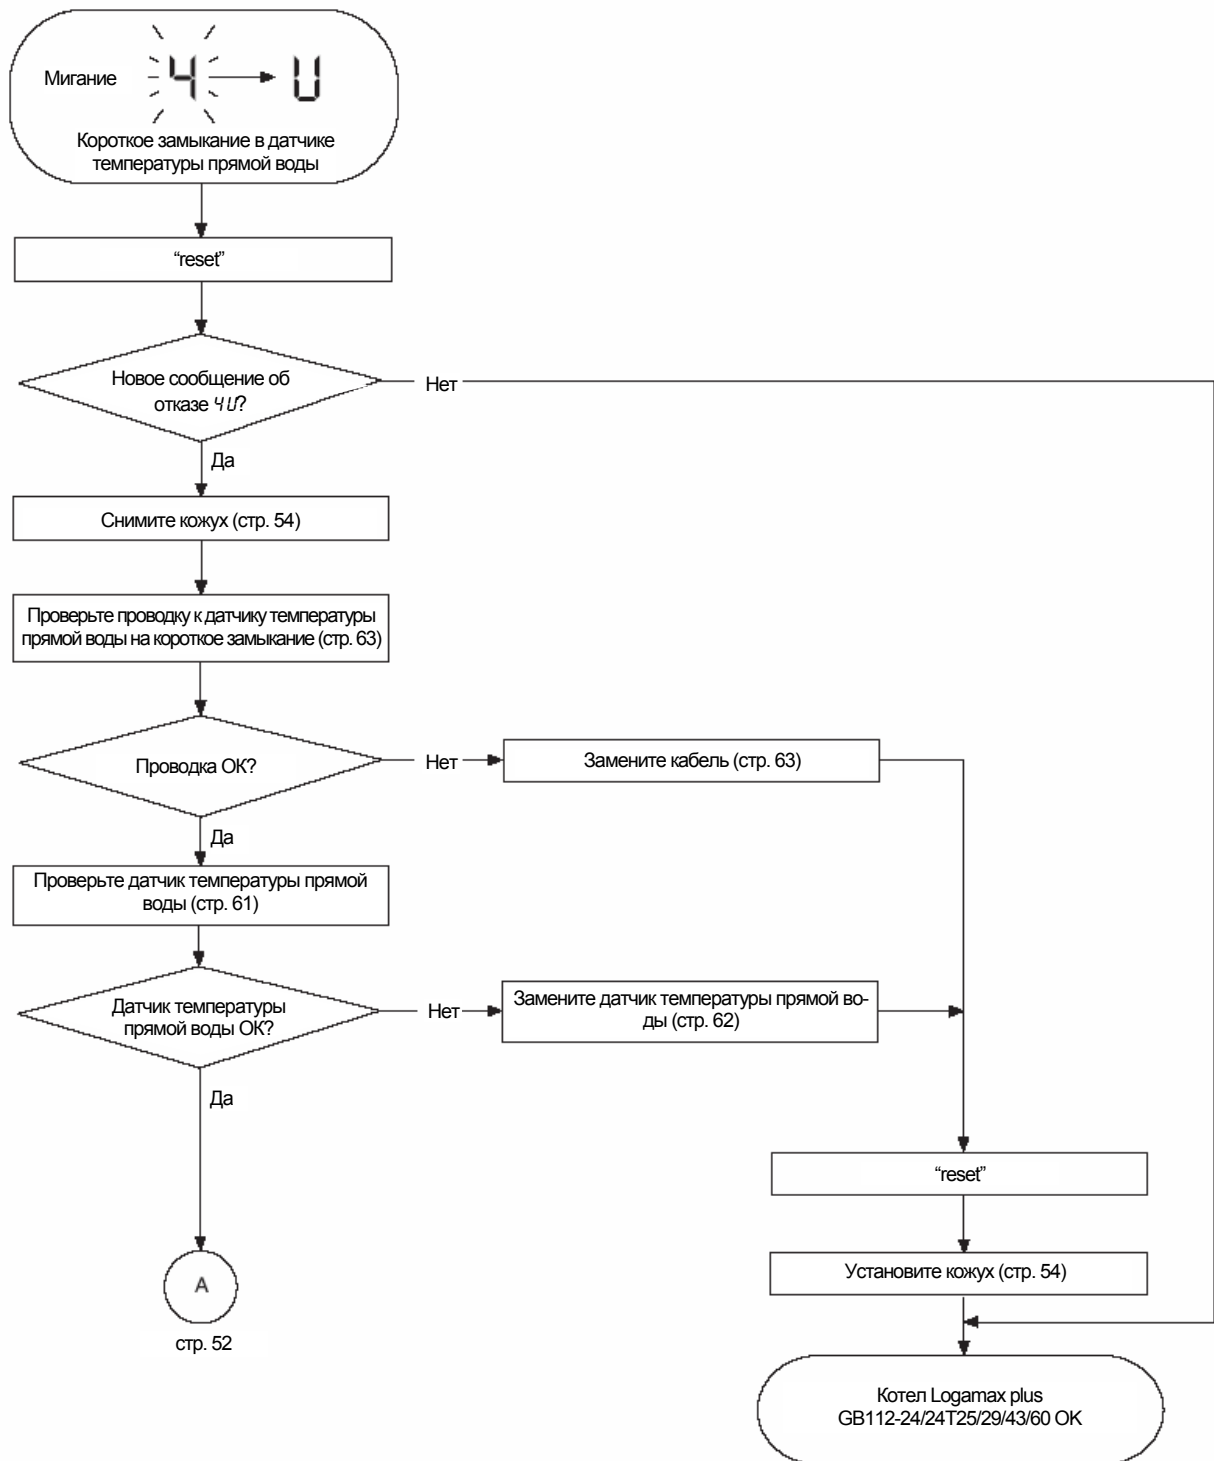 Мигание
4 U
Короткое замыкание в датчике
температуры прямой воды
“reset”
Новое сообщение об
отказе 4U?
Нет
Да
Снимите кожух (стр. 54)
Проверьте проводку к датчику температуры
прямой воды на короткое замыкание (стр. 63)
Проводка ОК?
Нет
Замените кабель (стр. 63)
Да
Проверьте датчик температуры прямой
воды (стр. 61)
Датчик температуры
прямой воды ОК?
Нет
Замените датчик температуры прямой во-
ды (стр. 62)
Да
“reset”
Установите кожух (стр. 54)
A
стр. 52
Котел Logamax plus
GB112-24/24T25/29/43/60 OK